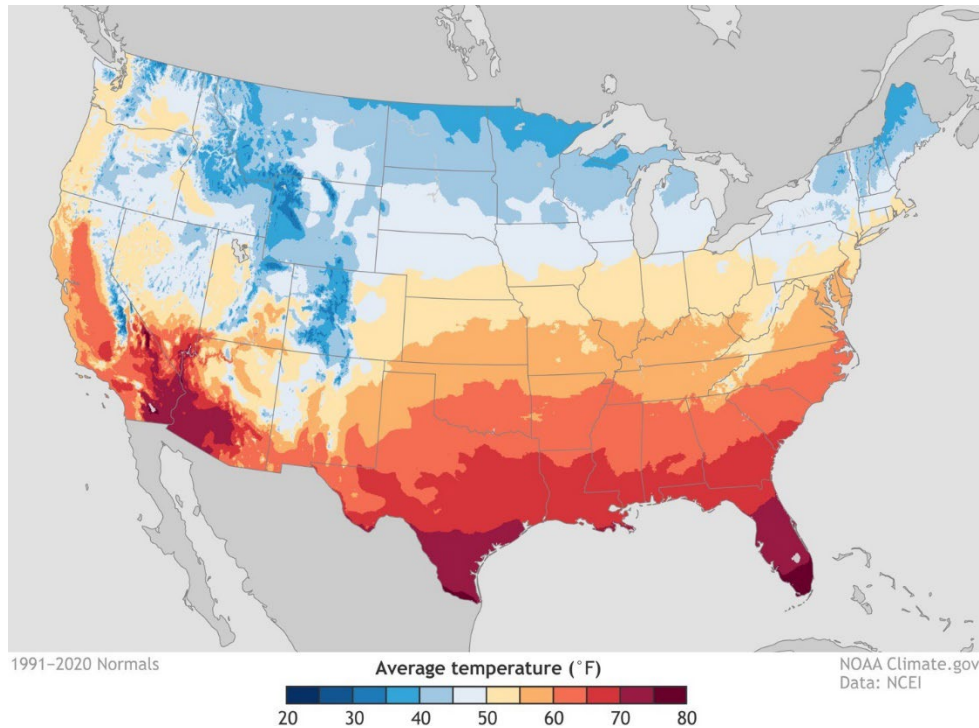 1991–2020 Normals
Average temperature (°F)
NOAA Climate.gov
Data: NCEI
20 30 40 50 60 70 80